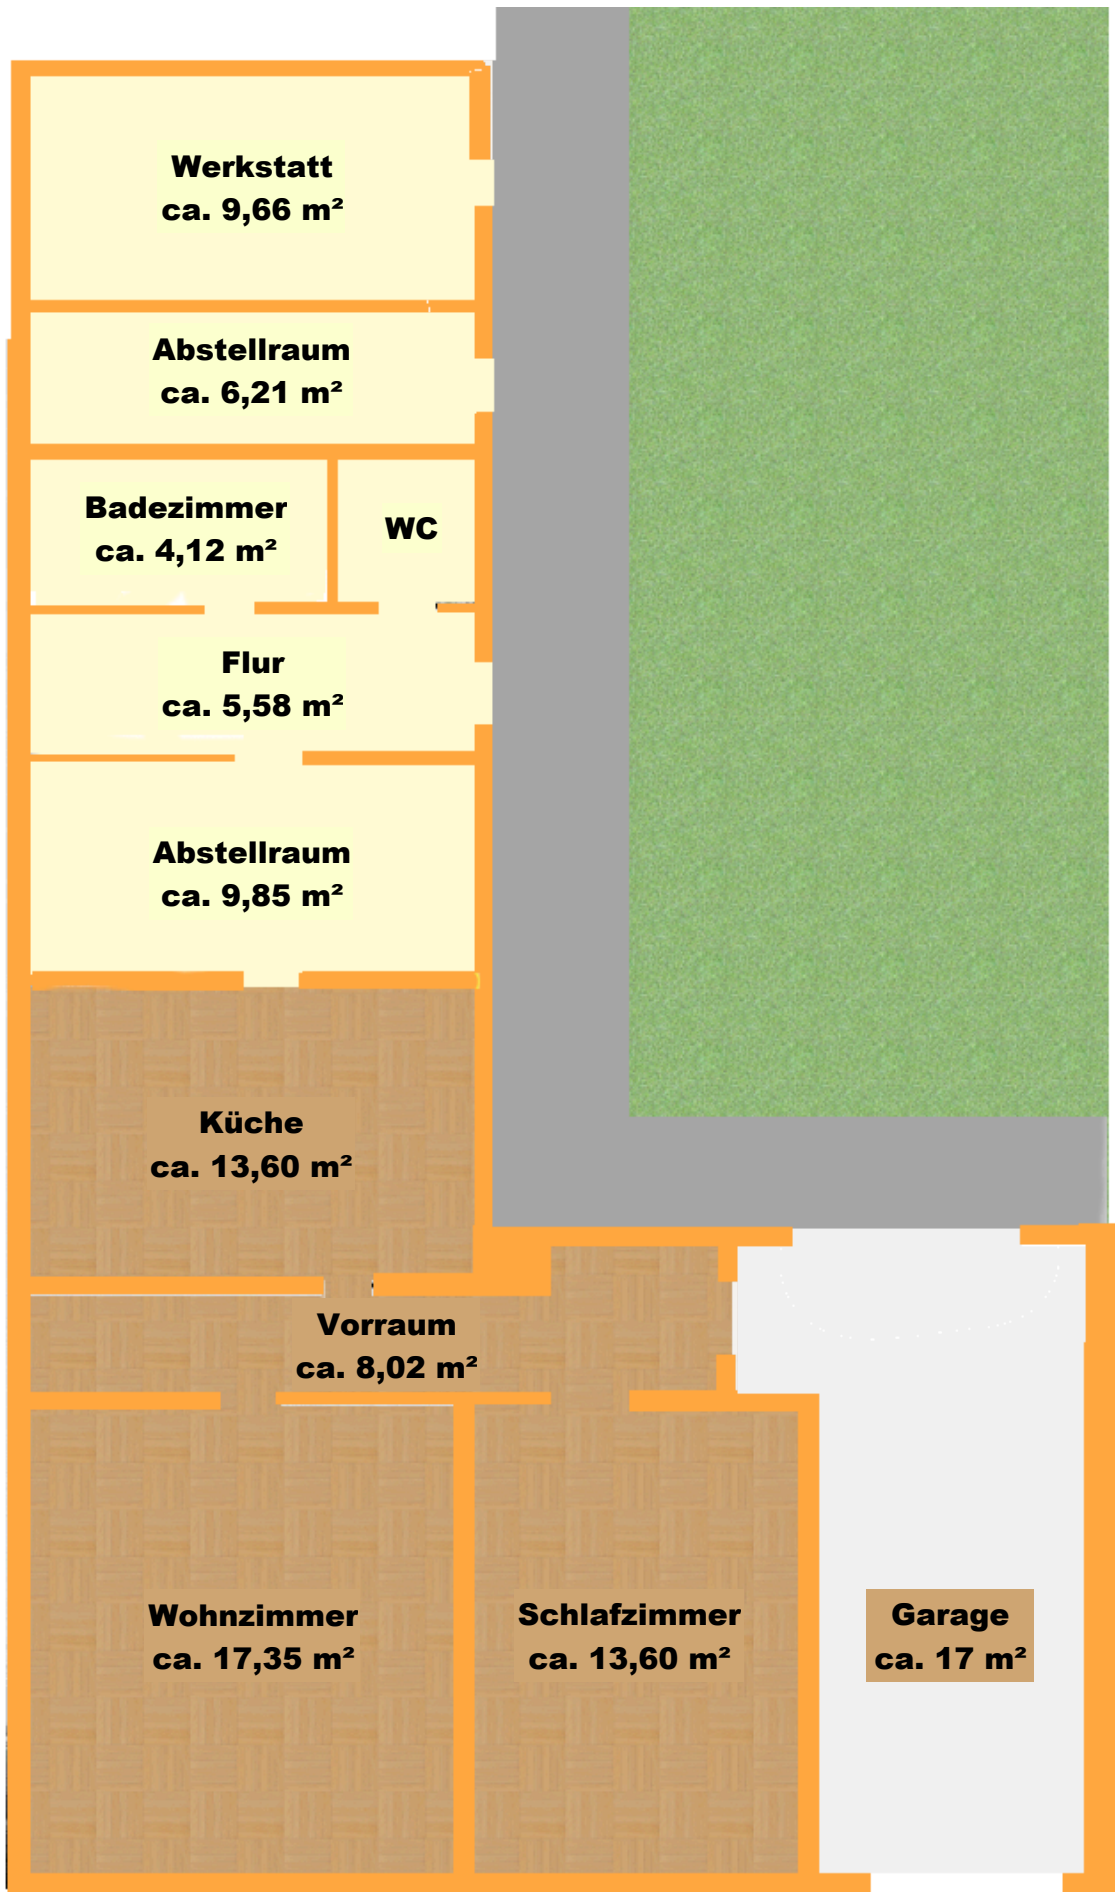 Werkstatt
ca. 9,66 m²
Abstellraum
ca. 6,21 m²
Badezimmer
ca. 4,12 m²
WC
Flur
ca. 5,58 m²
Abstellraum
ca. 9,85 m²
Küche
ca. 13,60 m²
Vorraum
ca. 8,02 m²
Wohnzimmer
ca. 17,35 m²
Schlafzimmer
ca. 13,60 m²
Garage
ca. 17 m²